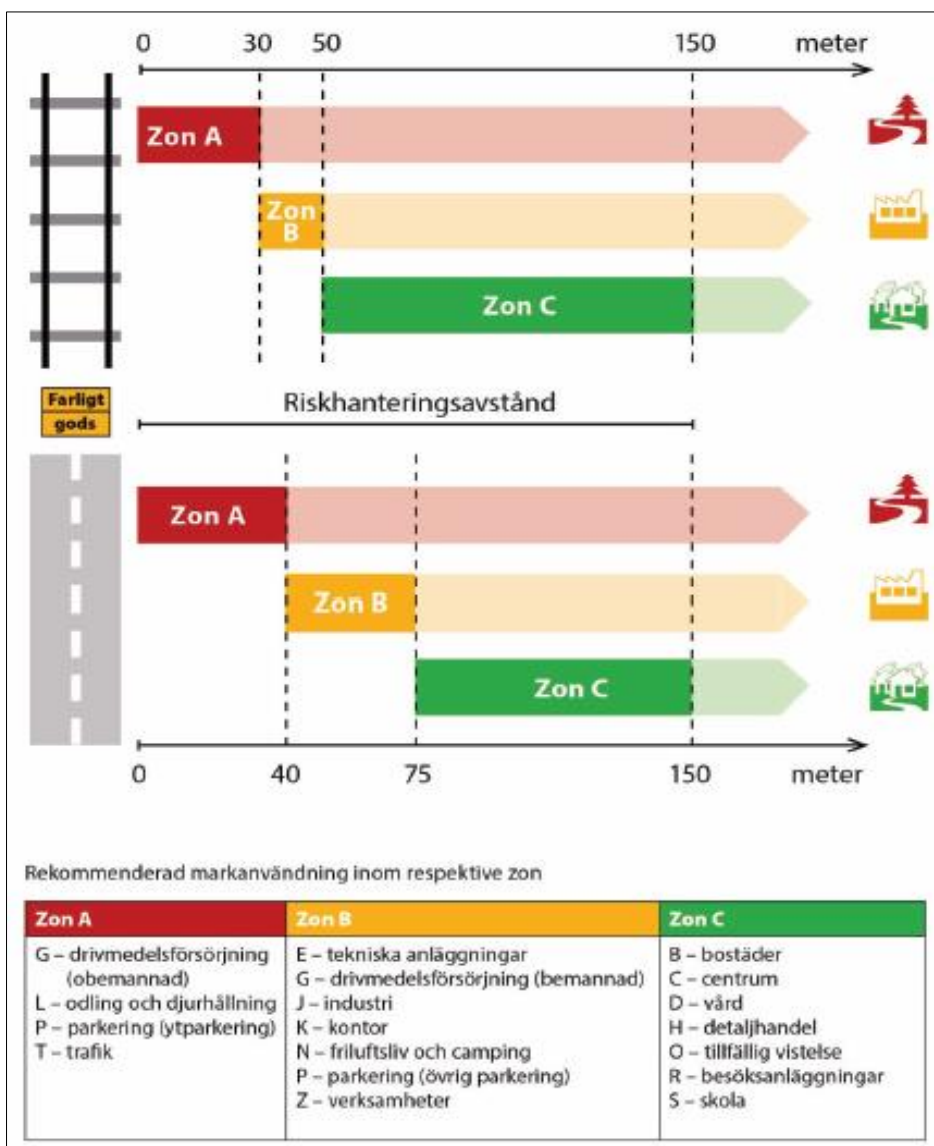 0 30 50 150 meter
Zon A
Zon
B
Zon C
Farligt
gods
Riskhanteringsavstånd
Zon A
Zon B
Zon C
0 40 75 150 meter
Rekommenderad markanvändning inom respektive zon
Zon A
G – drivmedelsförsörjning
(obemannad)
L – odling och djurhållning
P – parkering (ytparkering)
T – trafik
Zon B
E – tekniska anläggningar
G – drivmedelsförsörjning (bemannad)
J – industri
K – kontor
N – friluftsliv och camping
P – parkering (övrig parkering)
Z – verksamheter
Zon C
B – bostäder
C – centrum
D – vård
H – detaljhandel
O – tillfällig vistelse
R – besöksanläggningar
S – skola